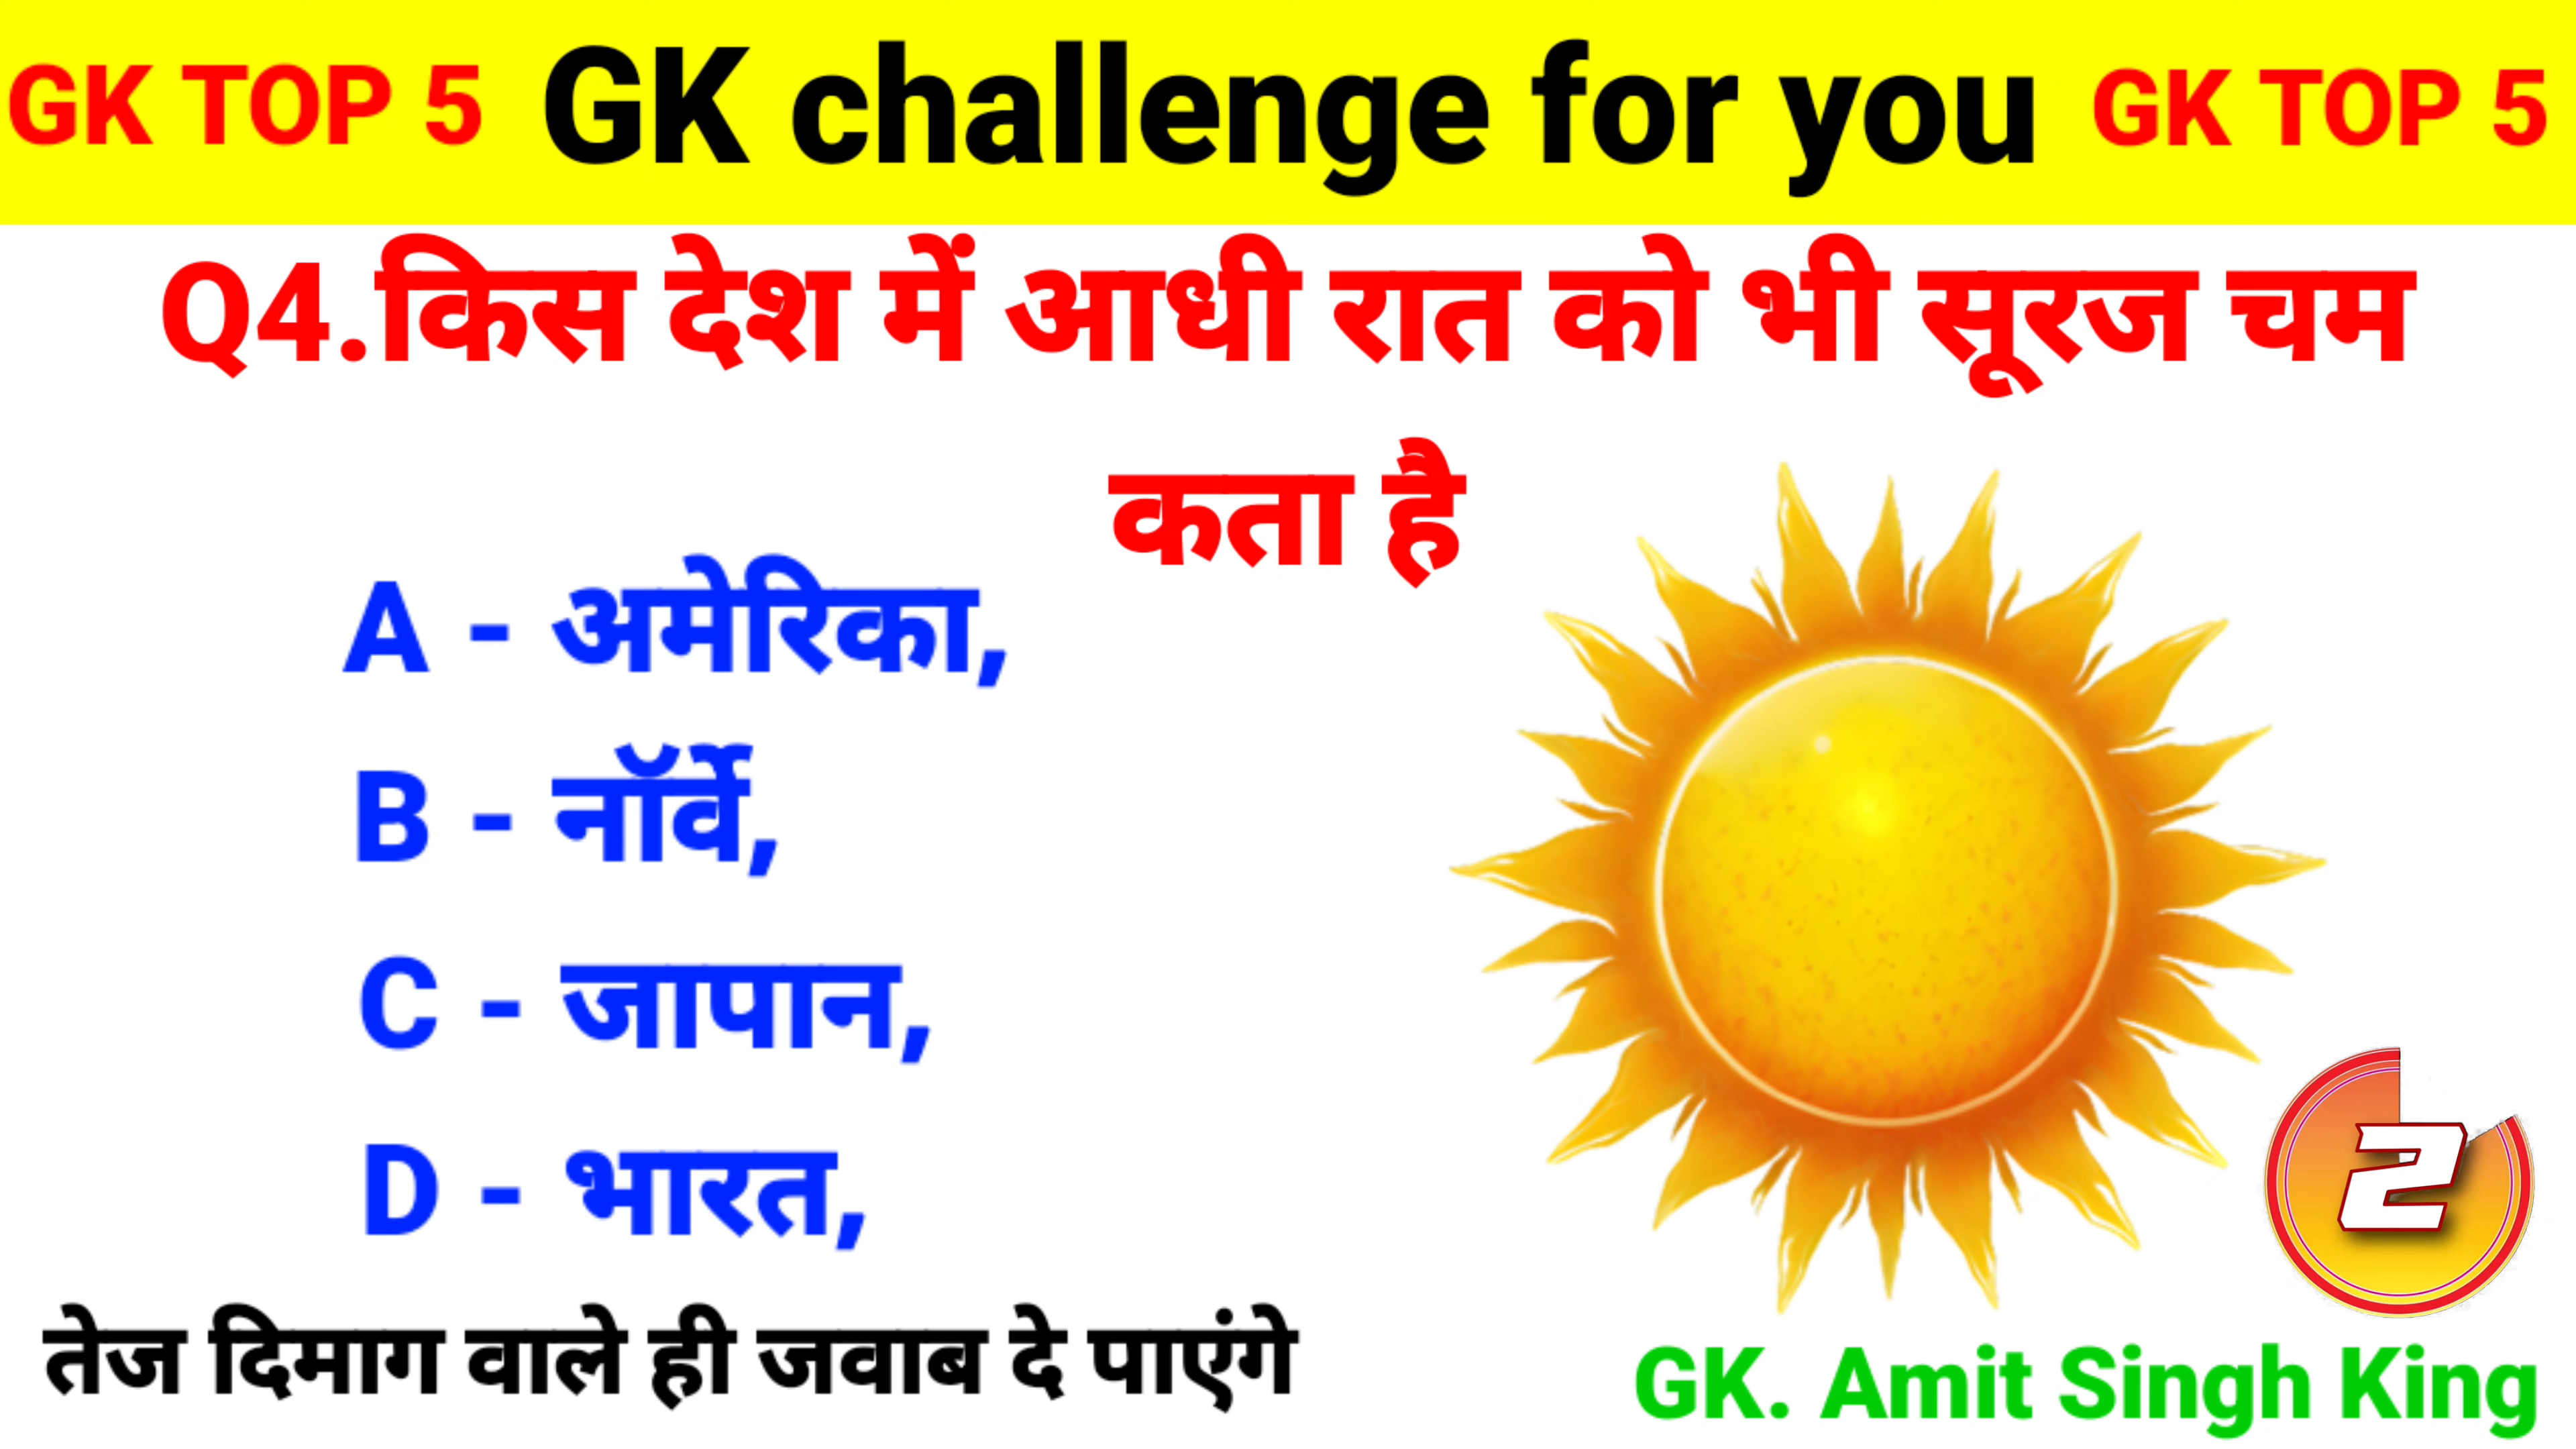 GK TOP 5 GK challenge for you GK TOP 5
Q4.किस देश में आधी रात को भी सूरज चम
कता है
A - अमेरिका,
B - नॉर्वे,
C - जापान,
D - भारत,
2
तेज दिमाग वाले ही जवाब दे पाएंगे
GK. Amit Singh King